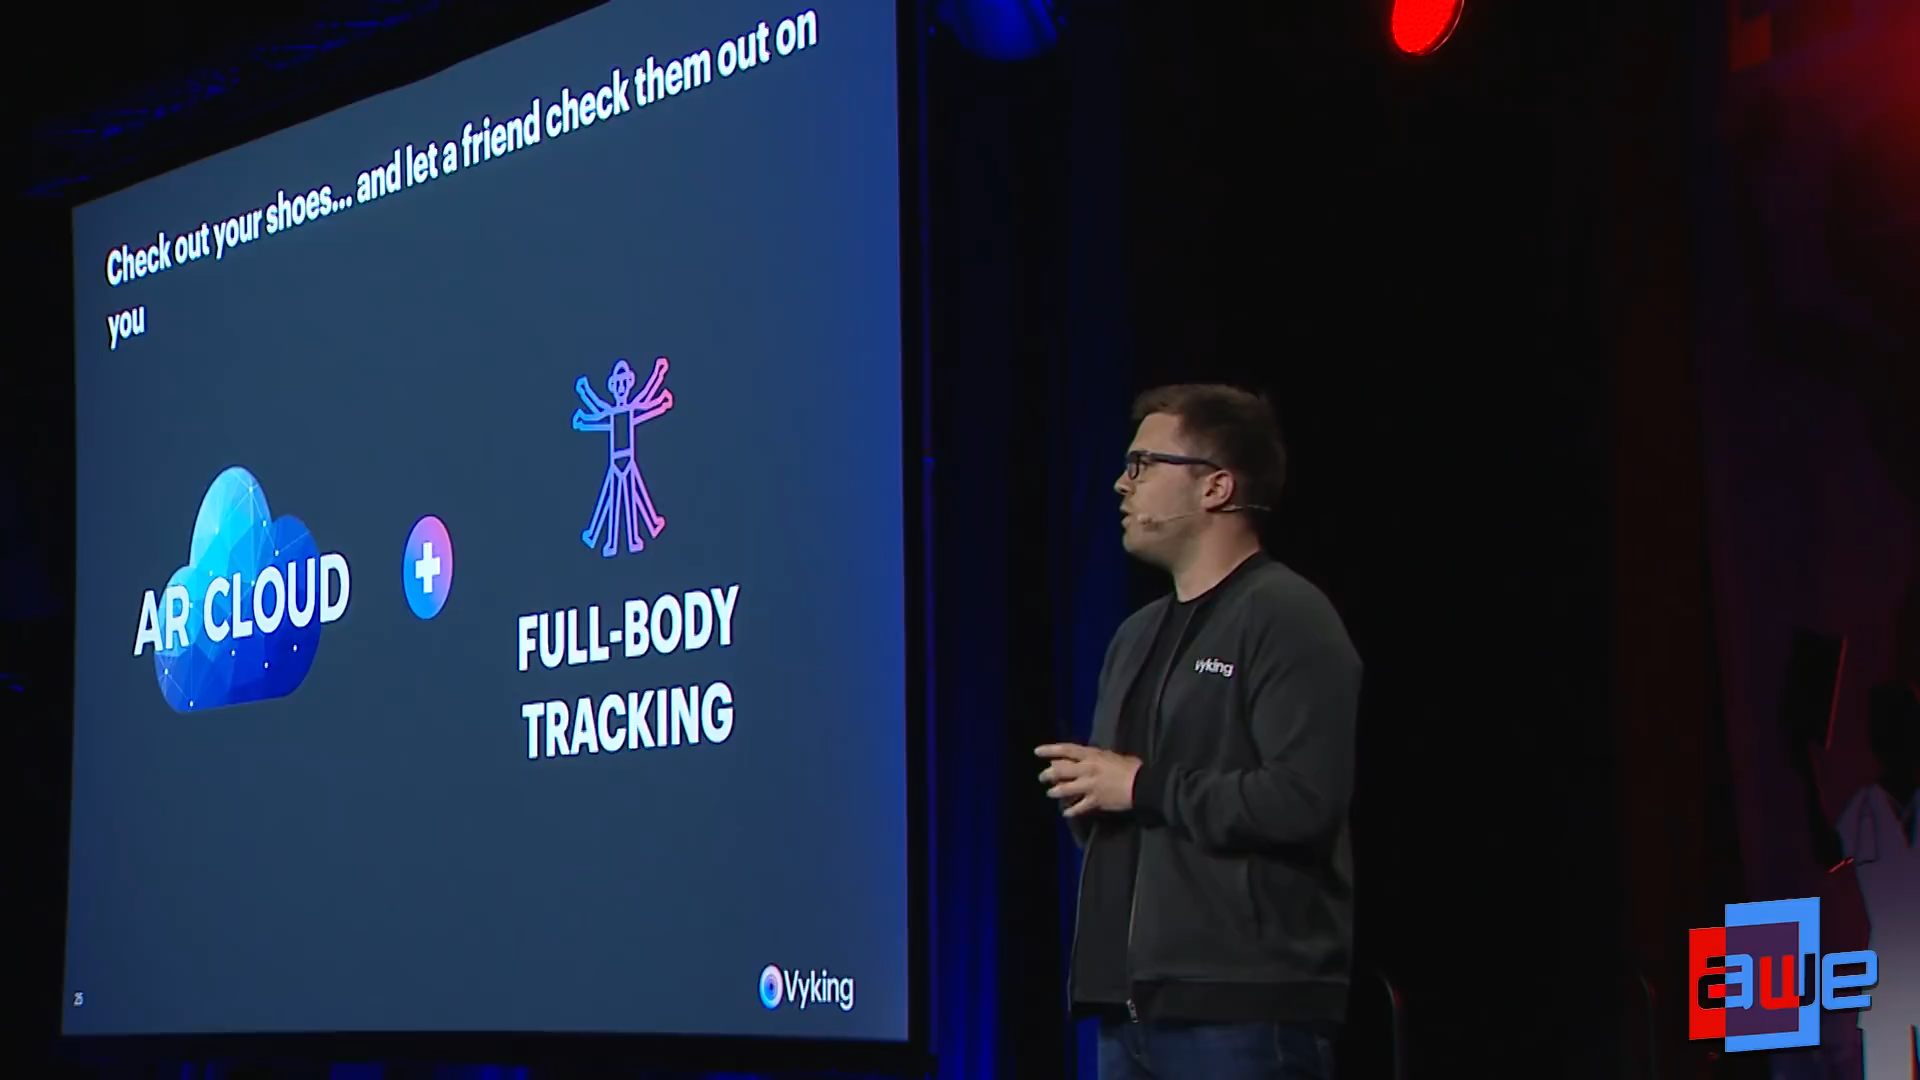 Check out your shoes... and let a friend check them out on
you
AR CLOUD
FULL-BODY
TRACKING
25
Vyking
vyking
awe